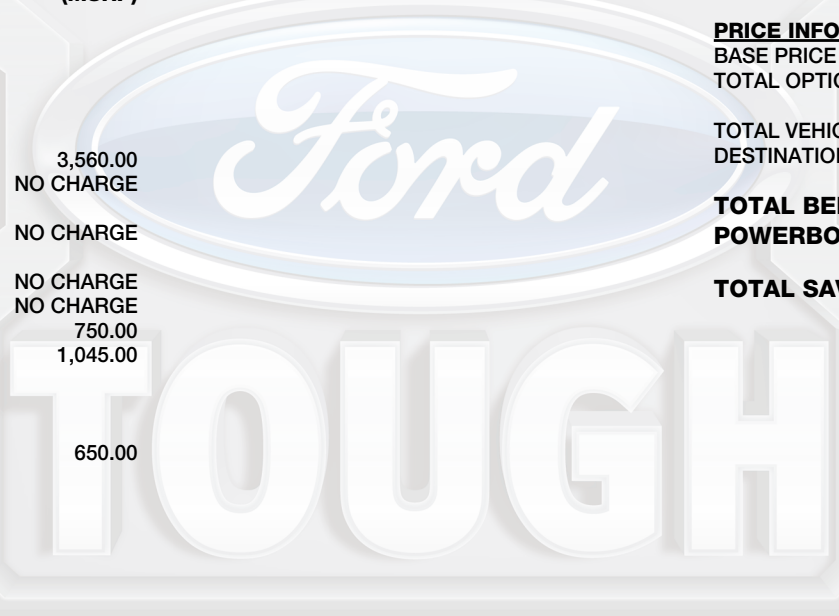 (MSRP)
3,560.00
NO CHARGE
NO CHARGE
NO CHARGE
NO CHARGE
750.00
1,045.00
650.00
PRICE INFO
BASE PRICE
TOTAL OPTIO
TOTAL VEHIC
DESTINATION
TOTAL BE
POWERBO
TOTAL SAV
Ford
TOUGH